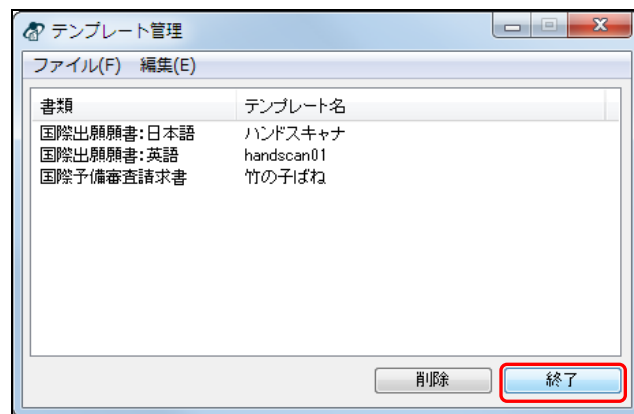 テンプレート管理
ファイル(F) 編集(E)
書類 テンプレート名
国際出願願書:日本語 ハンドスキャナ
国際出願願書:英語 handscan01
国際予備審査請求書 竹の子ばね
削除 終了